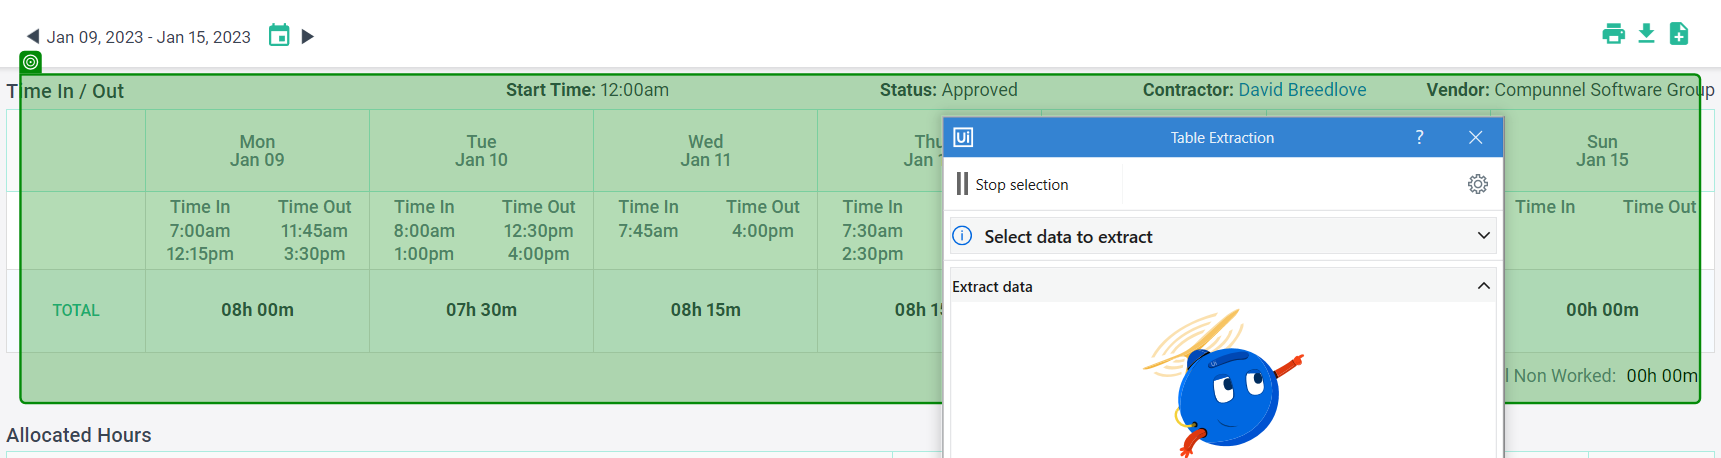 Jan 09, 2023 - Jan 15, 2023
Time In / Out Start Time: 12:00am Status: Approved Contractor: David Breedlove Vendor: Compunnel Software Group
Ui Table Extraction ?
Mon Tue Wed Thu Sun
Jan 09 Jan 10 Jan 11 Jan Jan 15
Stop selection
Time In Time Out Time In Time Out Time In Time Out Time In Time In Time Out
7:00am 11:45am 8:00am 12:30pm 7:45am 4:00pm 7:30am
Select data to extract
12:15pm 3:30pm 1:00pm 4:00pm 2:30pm
Extract data
TOTAL 08h 00m 07h 30m 08h 15m 08h 00h 00m
Non Worked: 00h 00m
Allocated Hours